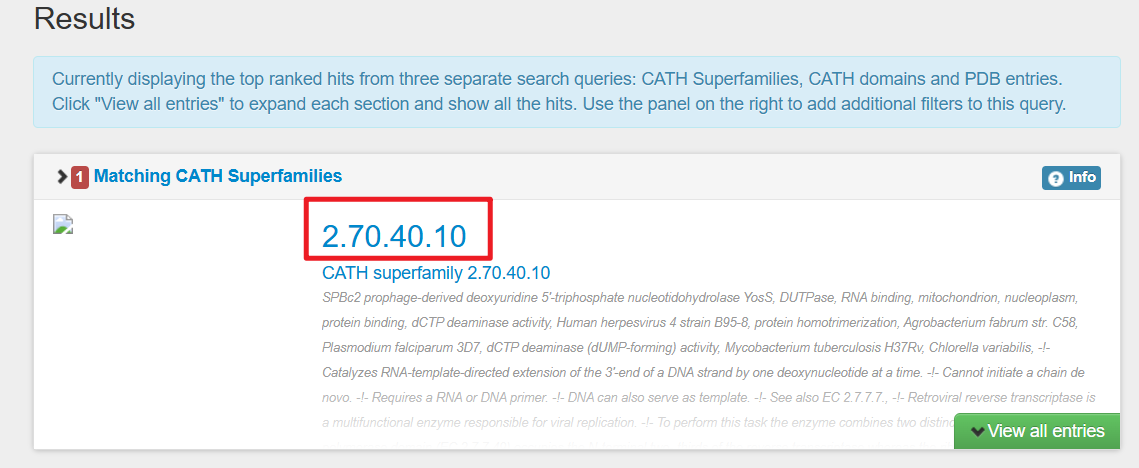 Results
Currently displaying the top ranked hits from three separate search queries: CATH Superfamilies, CATH domains and PDB entries.
Click "View all entries" to expand each section and show all the hits. Use the panel on the right to add additional filters to this query.
1 Matching CATH Superfamilies
Info
2.70.40.10
CATH superfamily 2.70.40.10
SPBc2 prophage-derived deoxyuridine 5'-triphosphate nucleotidohydrolase YosS, DUTPase, RNA binding, mitochondrion, nucleoplasm,
protein binding, dCTP deaminase activity, Human herpesvirus 4 strain B95-8, protein homotrimerization, Agrobacterium fabrum str. C58,
Plasmodium falciparum 3D7, dCTP deaminase (dUMP-forming) activity, Mycobacterium tuberculosis H37Rv, Chlorella variabilis, -!-
Catalyzes RNA-template-directed extension of the 3'-end of a DNA strand by one deoxynucleotide at a time. -!- Cannot initiate a chain de
novo. -!- Requires a RNA or DNA primer. -!- DNA can also serve as template. -!- See also EC 2.7.7.7., -!- Retroviral reverse transcriptase is
a multifunctional enzyme responsible for viral replication. -!- To perform this task the enzyme combines two distinc
View all entries